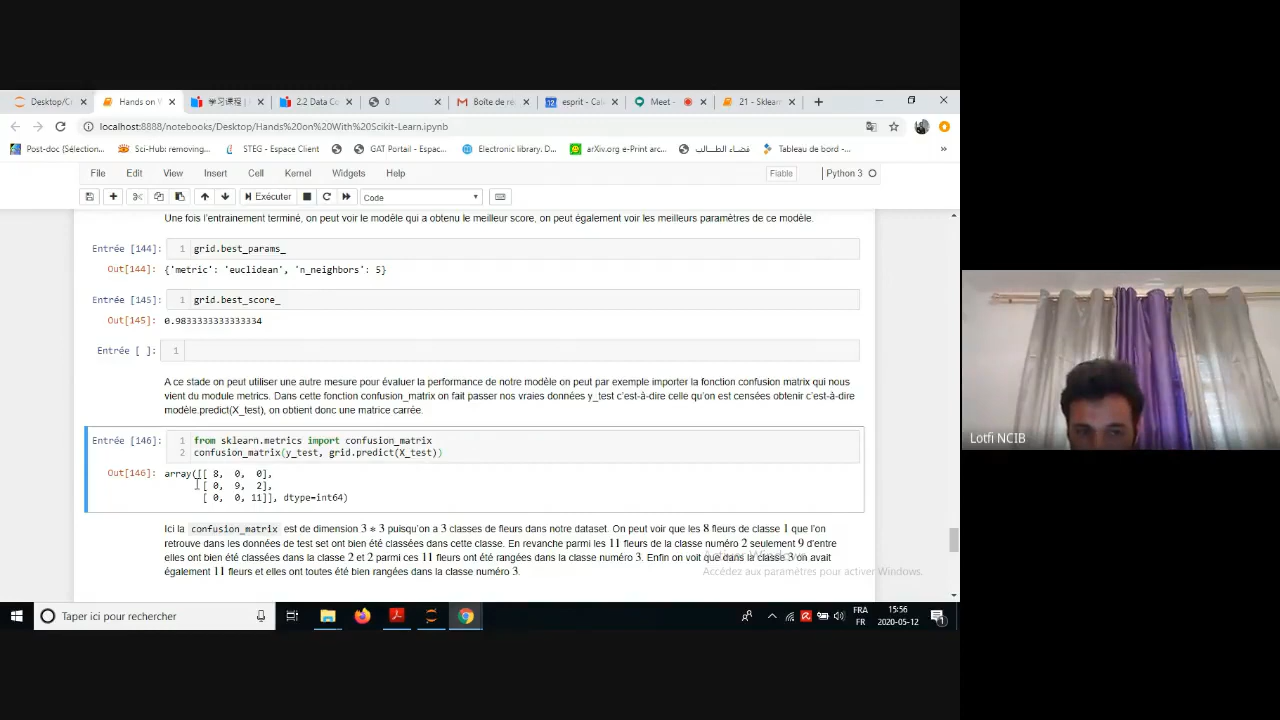 Desktop/C
Hands on W
学习课程 |
2.2 Data Co
0
Boîte de ré
esprit - Cal
Meet -
21 - Sklearn
localhost:8888/notebooks/Desktop/Hands%20on%20With%20Scikit-Learn.ipynb
Post-doc (Sélection...
Sci-Hub: removing...
STEG - Espace Client
GAT Portail - Espac...
Electronic library. D...
arXiv.org e-Print arc...
فضاء الطالب
Tableau de bord -...
»
File Edit View Insert Cell Kernel Widgets Help
Fiable
Python 3
Exécuter
Code
Une fois l'entrainement terminé, on peut voir le modèle qui a obtenu le meilleur score, on peut également voir les meilleurs paramètres de ce modèle.
Entrée [144]: 1 grid.best_params_
Out[144]: {'metric': 'euclidean', 'n_neighbors': 5}
Entrée [145]: 1 grid.best_score_
Out[145]: 0.9833333333333334
Entrée [ ]: 1
A ce stade on peut utiliser une autre mesure pour évaluer la performance de notre modèle on peut par exemple importer la fonction confusion matrix qui nous
vient du module metrics. Dans cette fonction confusion_matrix on fait passer nos vraies données y_test c'est-à-dire celle qu'on est censées obtenir c'est-à-dire
modèle.predict(X_test), on obtient donc une matrice carrée.
Entrée [146]: 1 from sklearn.metrics import confusion_matrix
2 confusion_matrix(y_test, grid.predict(X_test))
Out[146]: array([[ 8, 0, 0],
[ 0, 9, 2],
[ 0, 0, 11]], dtype=int64)
Ici la confusion_matrix est de dimension 3 * 3 puisqu'on a 3 classes de fleurs dans notre dataset. On peut voir que les 8 fleurs de classe 1 que l'on
retrouve dans les données de test set ont bien été classées dans cette classe. En revanche parmi les 11 fleurs de la classe numéro 2 seulement 9 d'entre
elles ont bien été classées dans la classe 2 et 2 parmi ces 11 fleurs ont été rangées dans la classe numéro 3. Enfin on voit que dans la classe 3 on avait
également 11 fleurs et elles ont toutes été bien rangées dans la classe numéro 3.
Activer Windows
Accédez aux paramètres pour activer Windows.
Taper ici pour rechercher
FRA
FR
15:56
2020-05-12
1
Lotfi NCIB